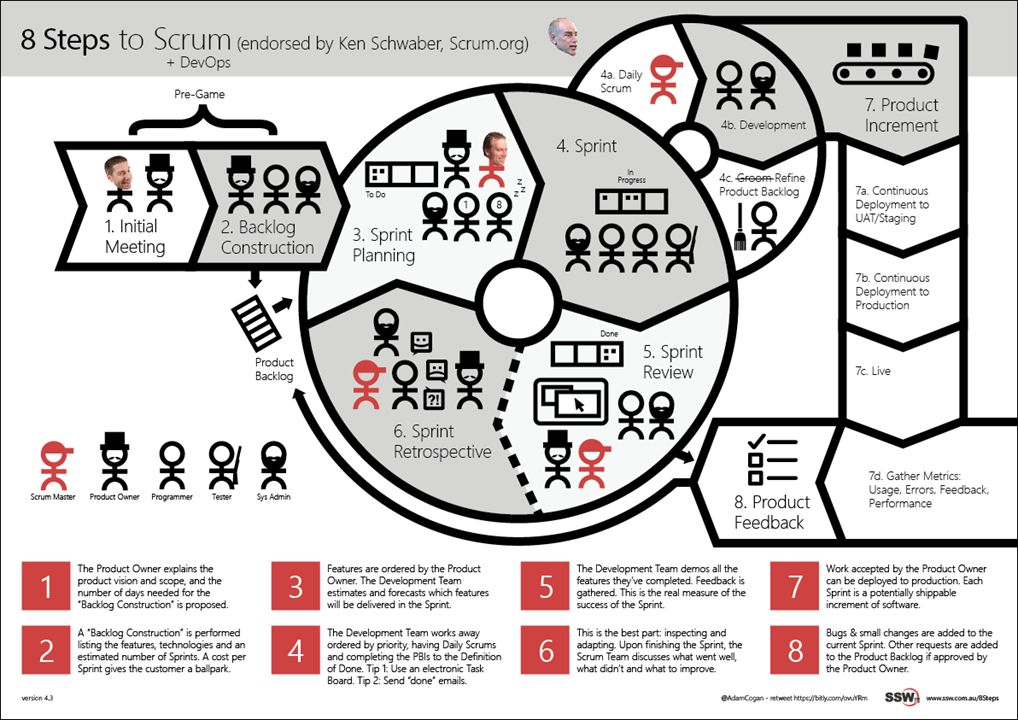 8 Steps to Scrum (endorsed by Ken Schwaber, Scrum.org)
+ DevOps
Pre-Game
1. Initial
Meeting
2. Backlog
Construction
Product
Backlog
To Do
1
8
z
z
z
3. Sprint
Planning
4. Sprint
In
Progress
4a. Daily
Scrum
4b. Development
4c. Groom Refine
Product Backlog
Done
5. Sprint
Review
?!
6. Sprint
Retrospective
7. Product
Increment
7a. Continuous
Deployment to
UAT/Staging
7b. Continuous
Deployment to
Production
7c. Live
7d. Gather Metrics:
Usage, Errors, Feedback,
Performance
8. Product
Feedback
Scrum Master
Product Owner
Programmer
Tester
Sys Admin
1
The Product Owner explains the
product vision and scope, and the
number of days needed for the
“Backlog Construction” is proposed.
2
A “Backlog Construction” is performed
listing the features, technologies and an
estimated number of Sprints. A cost per
Sprint gives the customer a ballpark.
3
Features are ordered by the Product
Owner. The Development Team
estimates and forecasts which features
will be delivered in the Sprint.
4
The Development Team works away
ordered by priority, having Daily Scrums
and completing the PBIs to the Definition
of Done. Tip 1: Use an electronic Task
Board. Tip 2: Send “done” emails.
5
The Development Team demos all the
features they’ve completed. Feedback is
gathered. This is the real measure of the
success of the Sprint.
6
This is the best part: inspecting and
adapting. Upon finishing the Sprint, the
Scrum Team discusses what went well,
what didn’t and what to improve.
7
Work accepted by the Product Owner
can be deployed to production. Each
Sprint is a potentially shippable
increment of software.
8
Bugs & small changes are added to the
current Sprint. Other requests are added
to the Product Backlog if approved by
the Product Owner.
version 4.3
@AdamCogan - retweet https://bitly.com/ovuYRm
SSW
www.ssw.com.au/8Steps